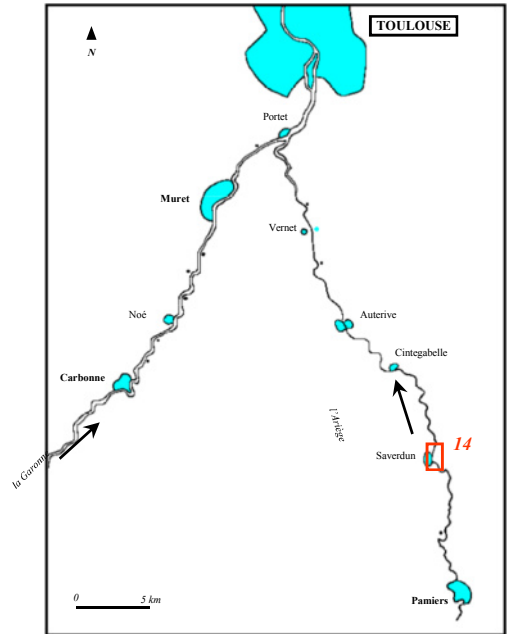 TOULOUSE
N
Portet
Muret
Vernet
Noé
Auterive
Cintegabelle
Carbonne
l'Ariège
la Garonne
14
Saverdun
0 5 km
Pamiers